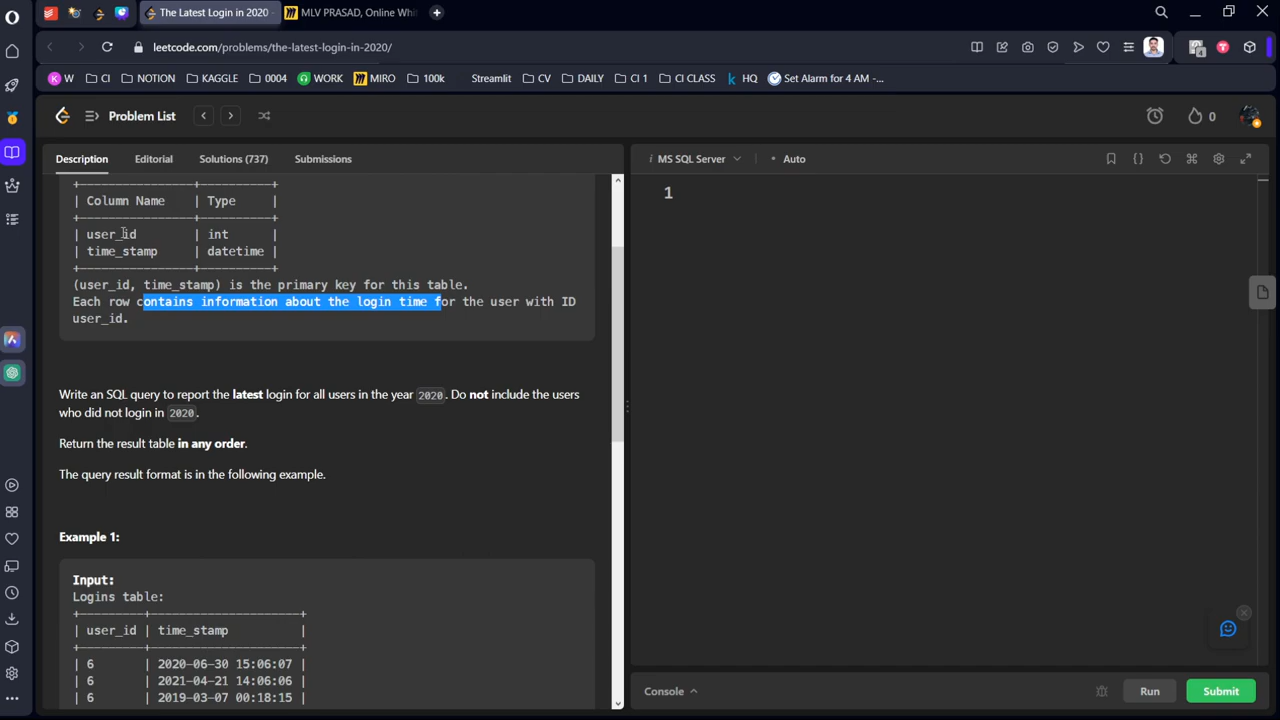 The Latest Login in 2020
MLV PRASAD, Online Whi
leetcode.com/problems/the-latest-login-in-2020/
W
CI
NOTION
KAGGLE
0004
WORK
MIRO
100k
Streamlit
CV
DAILY
CI 1
CI CLASS
HQ
Set Alarm for 4 AM -...
Problem List
0
Description
Editorial
Solutions (737)
Submissions
MS SQL Server
Auto
1
| Column Name | Type |
| user_id | int |
| time_stamp | datetime |
(user_id, time_stamp) is the primary key for this table.
Each row contains information about the login time for the user with ID
user_id.
Write an SQL query to report the latest login for all users in the year 2020. Do not include the users
who did not login in 2020.
Return the result table in any order.
The query result format is in the following example.
Example 1:
Input:
Logins table:
| user_id | time_stamp |
| 6 | 2020-06-30 15:06:07 |
| 6 | 2021-04-21 14:06:06 |
| 6 | 2019-03-07 00:18:15 |
Console
Run
Submit